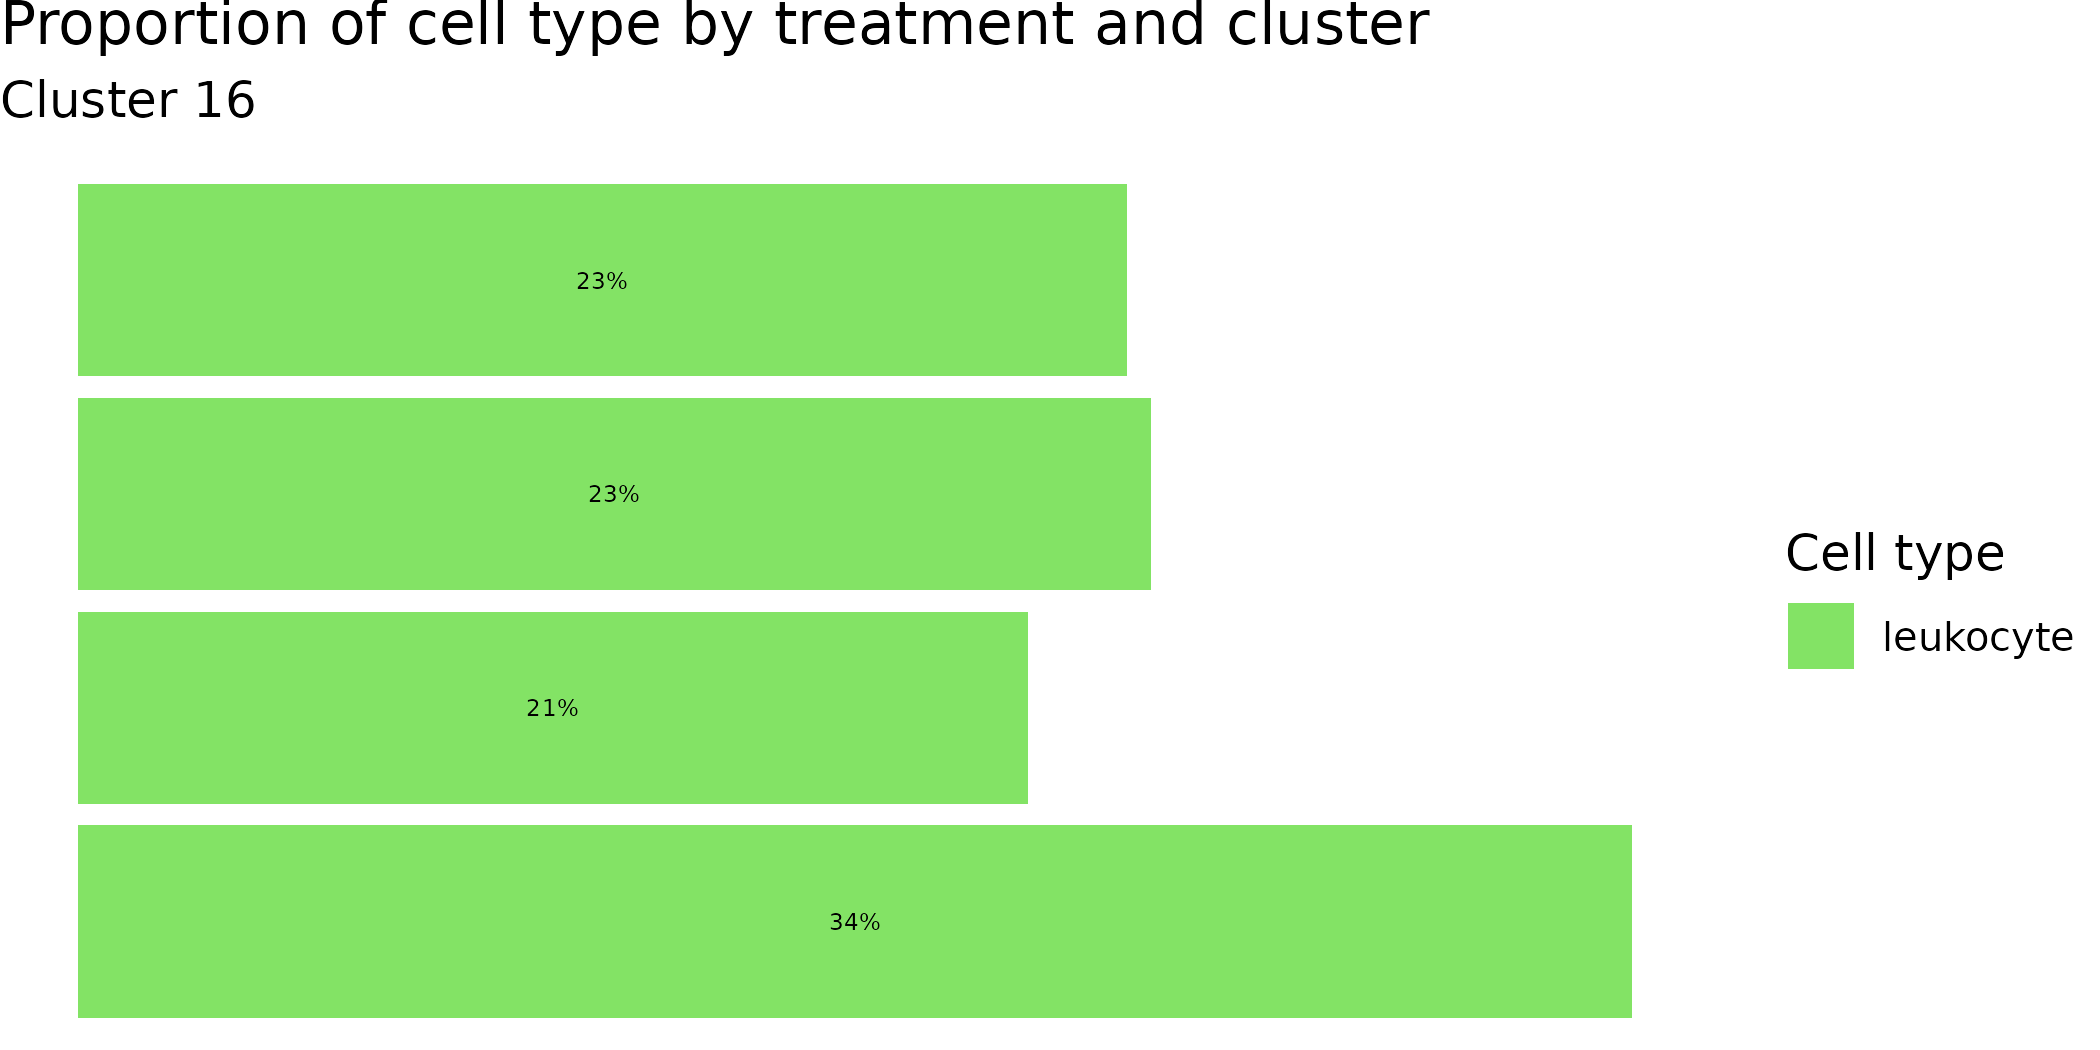 Proportion of cell type by treatment and cluster
Cluster 16
23%
23%
21%
34%
Cell type
leukocyte